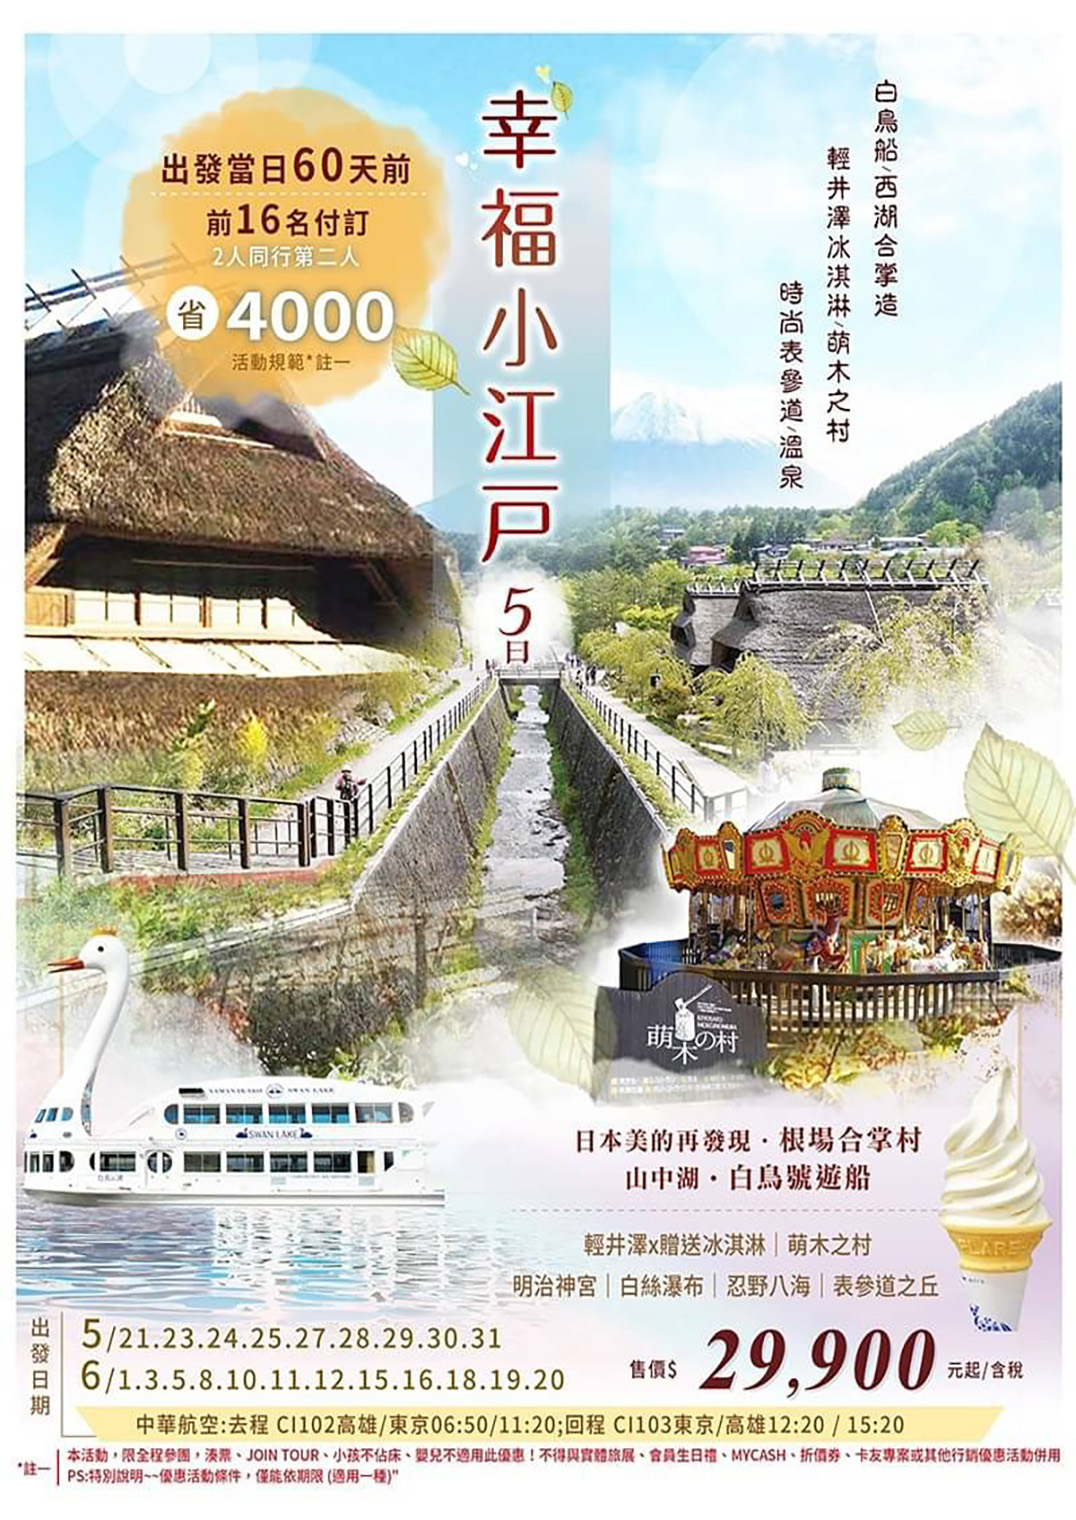 出發當日60天前
前16名付訂
2人同行第二人
省4000
活動規範*註一
幸福小江戸5日
白鳥船、西湖合掌造
輕井澤冰淇淋、萌木之村
時尚表參道、溫泉
萌木の村
SWAN LAKE
SWAN LAKE
日本美的再發現・根場合掌村
山中湖・白鳥號遊船
輕井澤x贈送冰淇淋｜萌木之村
明治神宮｜白絲瀑布｜忍野八海｜表參道之丘
出發日期
5/21.23.24.25.27.28.29.30.31
6/1.3.5.8.10.11.12.15.16.18.19.20
售價$ 29,900 元起/含稅
中華航空:去程 CI102高雄/東京06:50/11:20;回程 CI103東京/高雄12:20 / 15:20
*註一 本活動，限全程參團，湊票、JOIN TOUR、小孩不佔床、嬰兒不適用此優惠！不得與實體旅展、會員生日禮、MYCASH、折價券、卡友專案或其他行銷優惠活動併用
PS:特別說明~~優惠活動條件，僅能依期限 (適用一種)"